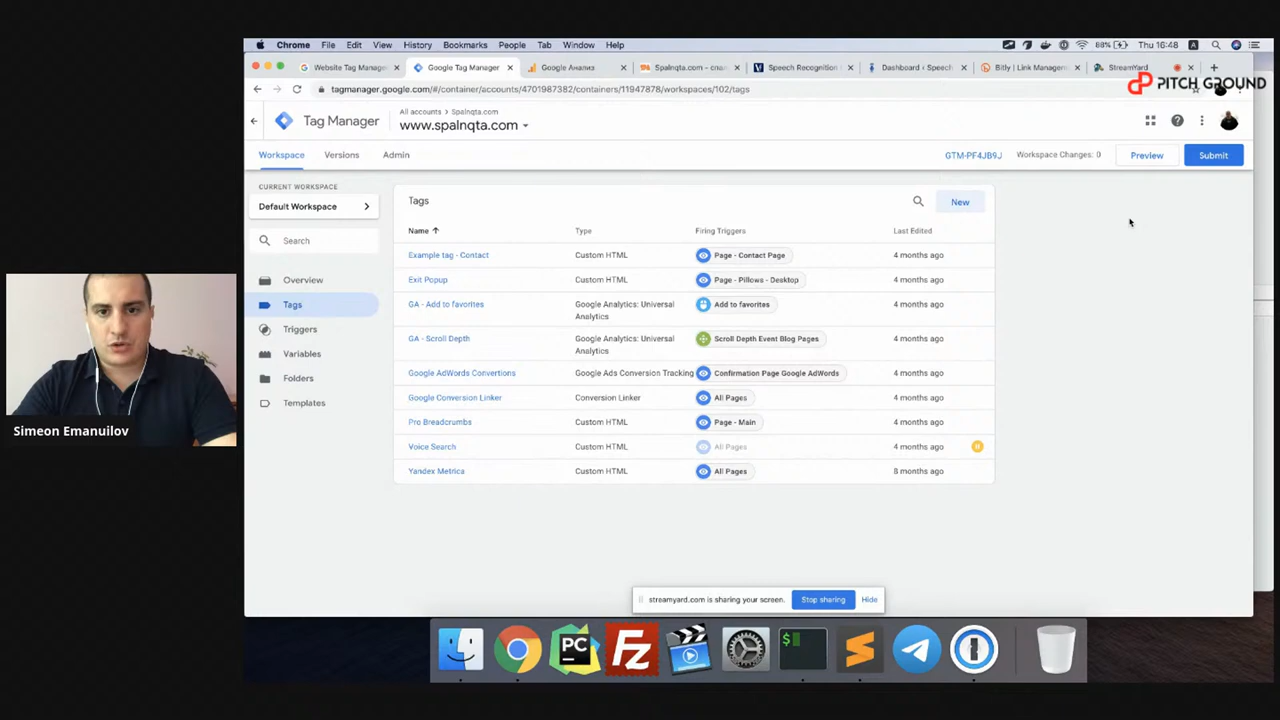 Chrome File Edit View History Bookmarks People Tab Window Help
88% Thu 16:48
Website Tag Manage
Google Tag Manager
Google Анализ
Spalnqta.com – спа
Speech Recognition
Dashboard ‹ Speech
Bitly | Link Manage
StreamYard
tagmanager.google.com/#/container/accounts/4701987382/containers/11947878/workspaces/102/tags
PITCH GROUND
Tag Manager
All accounts > Spalnqta.com
www.spalnqta.com
Workspace Versions Admin
GTM-PF4JB9J Workspace Changes: 0 Preview Submit
CURRENT WORKSPACE
Default Workspace
Search
Overview
Tags
Triggers
Variables
Folders
Templates
Tags New
Name Type Firing Triggers Last Edited
Example tag - Contact Custom HTML Page - Contact Page 4 months ago
Exit Popup Custom HTML Page - Pillows - Desktop 4 months ago
GA - Add to favorites Google Analytics: Universal Analytics Add to favorites 4 months ago
GA - Scroll Depth Google Analytics: Universal Analytics Scroll Depth Event Blog Pages 4 months ago
Google AdWords Convertions Google Ads Conversion Tracking Confirmation Page Google AdWords 4 months ago
Google Conversion Linker Conversion Linker All Pages 4 months ago
Pro Breadcrumbs Custom HTML Page - Main 4 months ago
Voice Search Custom HTML All Pages 4 months ago
Yandex Metrica Custom HTML All Pages 8 months ago
Simeon Emanuilov
streamyard.com is sharing your screen. Stop sharing Hide
PC
Fz
$